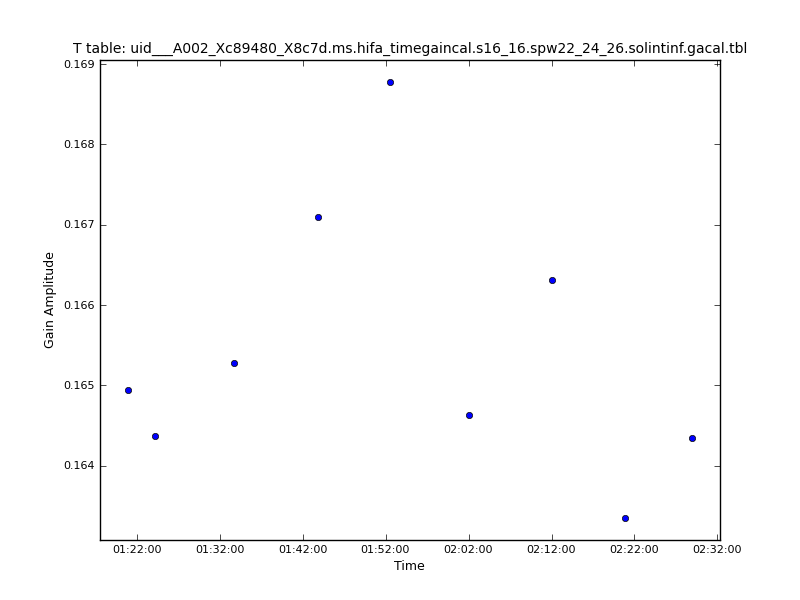 T table: uid___A002_Xc89480_X8c7d.ms.hifa_timegaincal.s16_16.spw22_24_26.solintinf.gacal.tbl
0.169
0.168
0.167
0.166
0.165
0.164
Gain Amplitude
01:22:00 01:32:00 01:42:00 01:52:00 02:02:00 02:12:00 02:22:00 02:32:00
Time